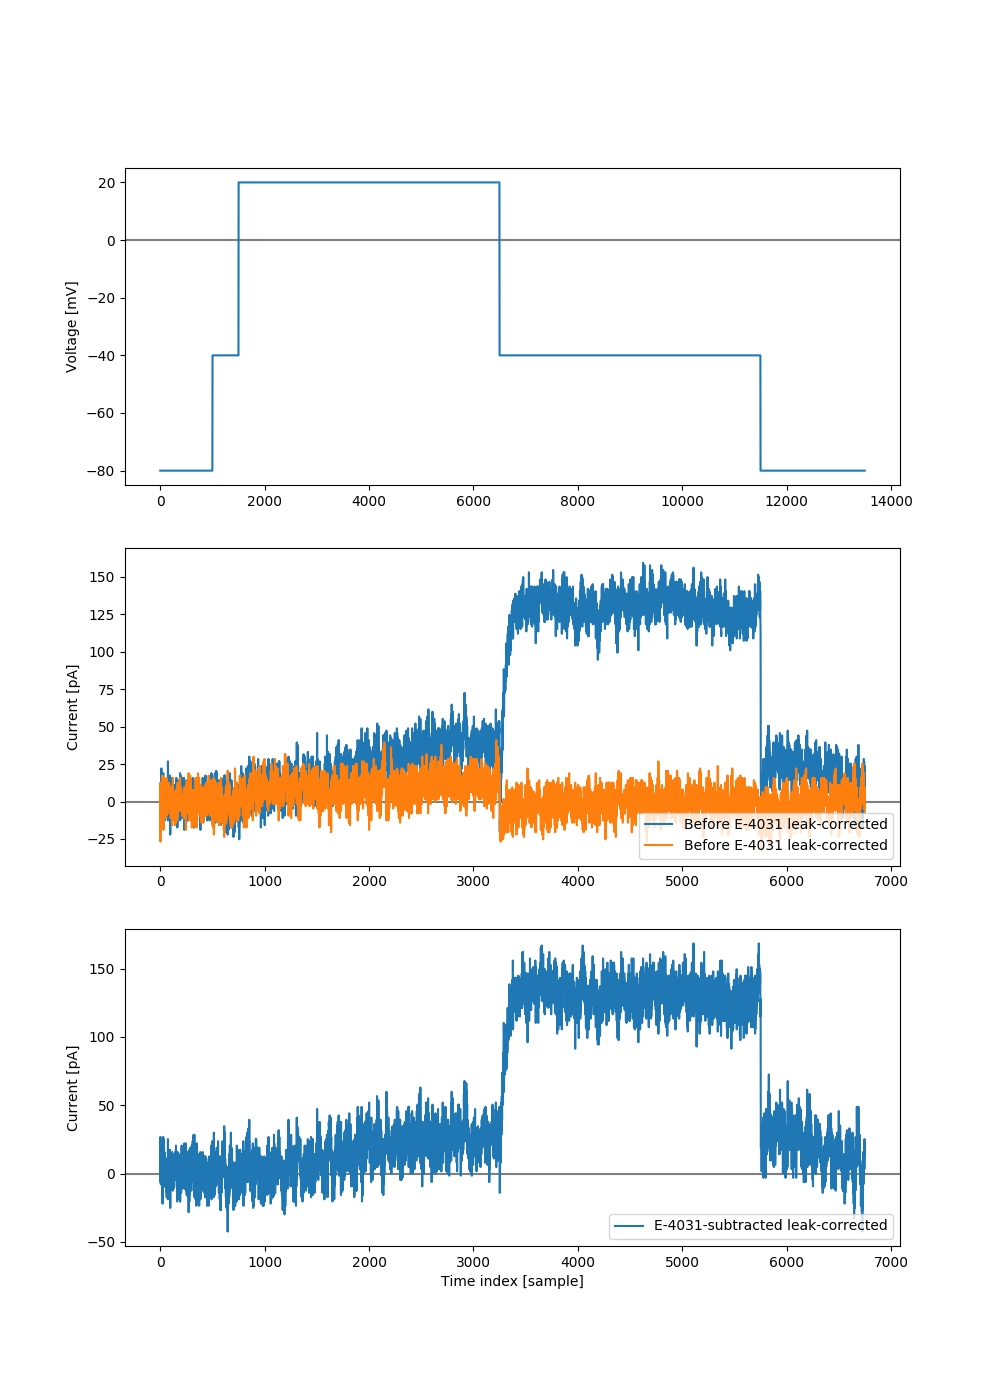 20
0
−20
−40
−60
−80
Voltage [mV]
0 2000 4000 6000 8000 10000 12000 14000
150
125
100
75
50
25
0
−25
Current [pA]
Before E-4031 leak-corrected
Before E-4031 leak-corrected
0 1000 2000 3000 4000 5000 6000 7000
150
100
50
0
−50
Current [pA]
E-4031-subtracted leak-corrected
0 1000 2000 3000 4000 5000 6000 7000
Time index [sample]